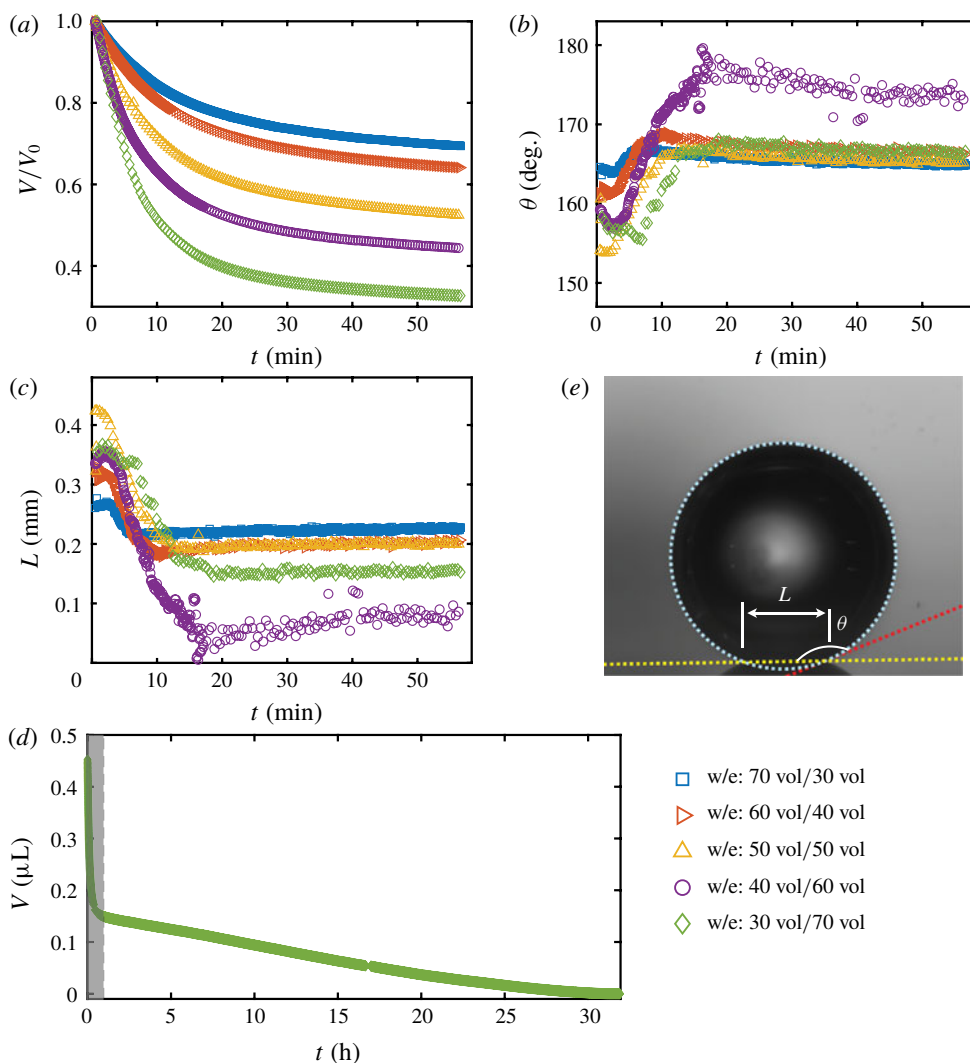 (a)
1.0
0.8
0.6
0.4
V/V0
0 10 20 30 40 50
t (min)
(b)
180
170
160
150
θ (deg.)
0 10 20 30 40 50
t (min)
(c)
0.4
0.3
0.2
0.1
L (mm)
0 10 20 30 40 50
t (min)
(e)
L
θ
(d)
0.5
0.4
0.3
0.2
0.1
0
V (µL)
0 5 10 15 20 25 30
t (h)
w/e: 70 vol/30 vol
w/e: 60 vol/40 vol
w/e: 50 vol/50 vol
w/e: 40 vol/60 vol
w/e: 30 vol/70 vol